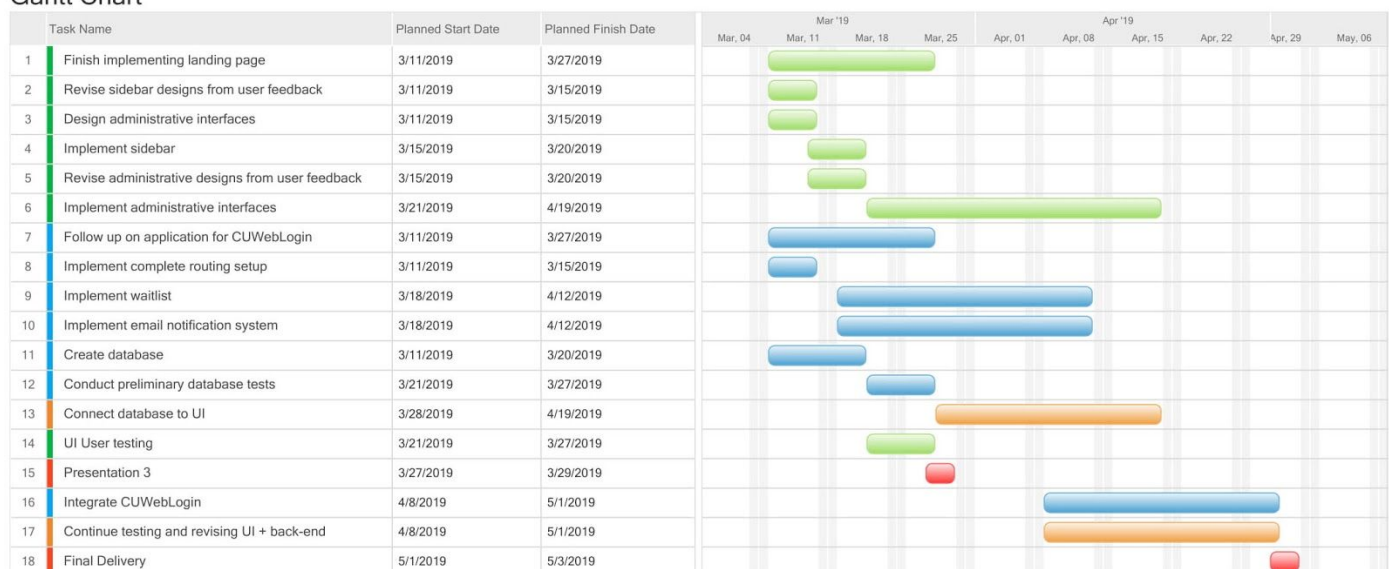 Gantt Chart
Task Name Planned Start Date Planned Finish Date Mar '19 Apr '19
Mar, 04 Mar, 11 Mar, 18 Mar, 25 Apr, 01 Apr, 08 Apr, 15 Apr, 22 Apr, 29 May, 06
1 Finish implementing landing page 3/11/2019 3/27/2019
2 Revise sidebar designs from user feedback 3/11/2019 3/15/2019
3 Design administrative interfaces 3/11/2019 3/15/2019
4 Implement sidebar 3/15/2019 3/20/2019
5 Revise administrative designs from user feedback 3/15/2019 3/20/2019
6 Implement administrative interfaces 3/21/2019 4/19/2019
7 Follow up on application for CUWebLogin 3/11/2019 3/27/2019
8 Implement complete routing setup 3/11/2019 3/15/2019
9 Implement waitlist 3/18/2019 4/12/2019
10 Implement email notification system 3/18/2019 4/12/2019
11 Create database 3/11/2019 3/20/2019
12 Conduct preliminary database tests 3/21/2019 3/27/2019
13 Connect database to UI 3/28/2019 4/19/2019
14 UI User testing 3/21/2019 3/27/2019
15 Presentation 3 3/27/2019 3/29/2019
16 Integrate CUWebLogin 4/8/2019 5/1/2019
17 Continue testing and revising UI + back-end 4/8/2019 5/1/2019
18 Final Delivery 5/1/2019 5/3/2019